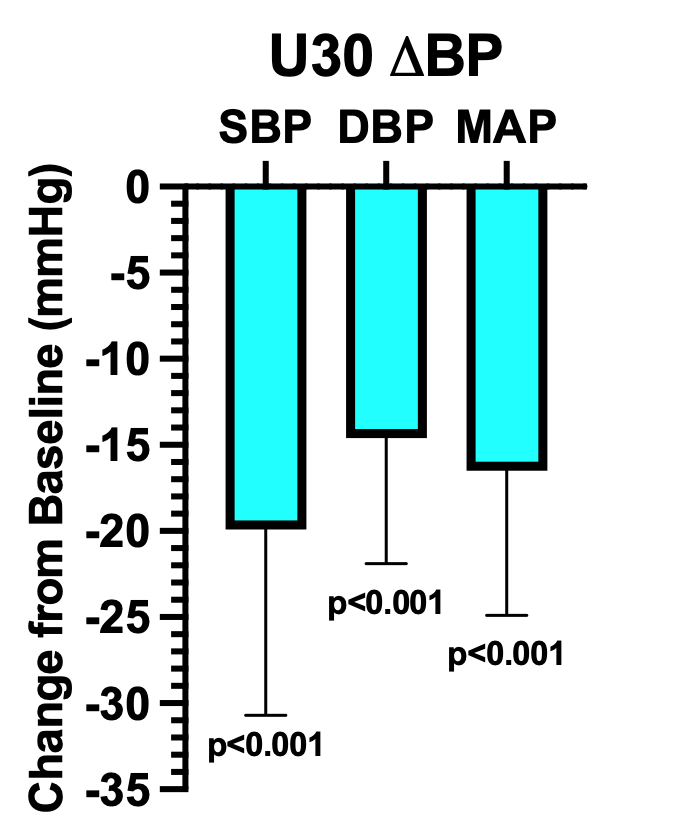 U30 ΔBP
SBP DBP MAP
Change from Baseline (mmHg)
0
-5
-10
-15
-20
-25
-30
-35
p<0.001
p<0.001
p<0.001